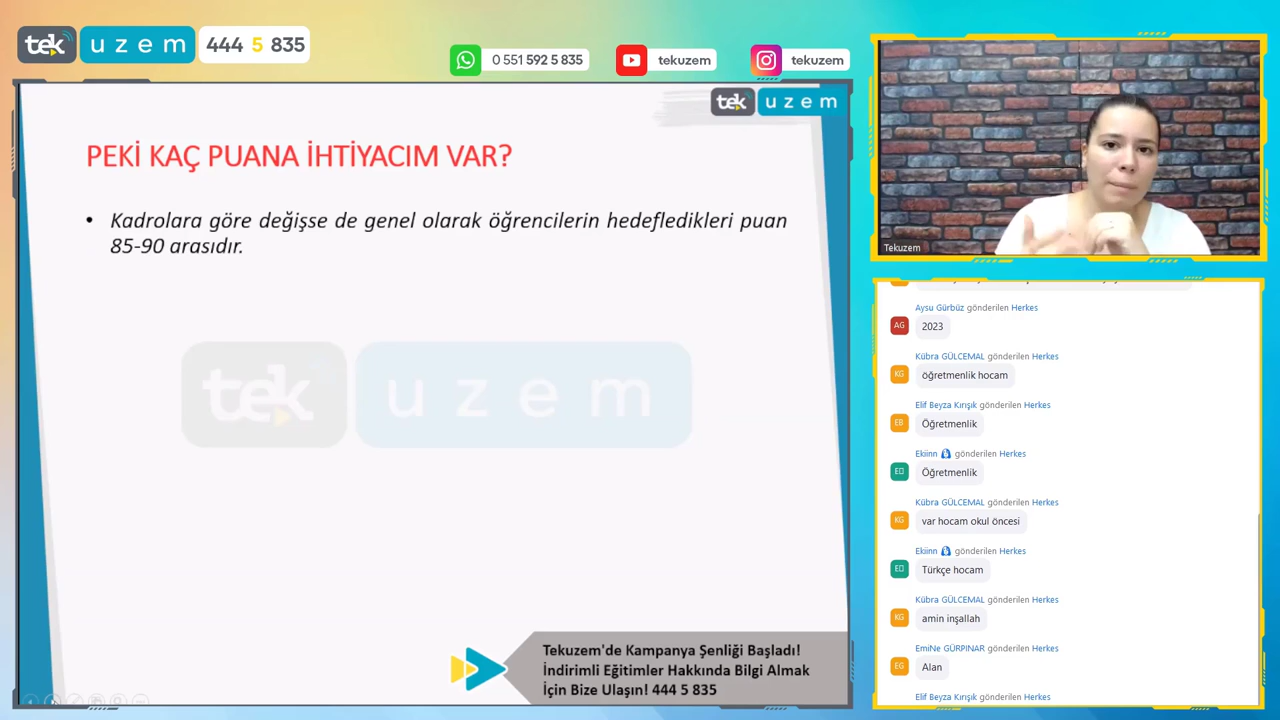 tek uzem 444 5 835
0 551 592 5 835
tekuzem
tekuzem
tek uzem
PEKİ KAÇ PUANA İHTİYACIM VAR?
• Kadrolara göre değişse de genel olarak öğrencilerin hedefledikleri puan
85-90 arasıdır.
tek uzem
Tekuzem'de Kampanya Şenliği Başladı!
İndirimli Eğitimler Hakkında Bilgi Almak
İçin Bize Ulaşın! 444 5 835
Tekuzem
Aysu Gürbüz gönderilen Herkes
AG 2023
Kübra GÜLCEMAL gönderilen Herkes
KG öğretmenlik hocam
Elif Beyza Kırışık gönderilen Herkes
EB Öğretmenlik
Ekiinn gönderilen Herkes
Öğretmenlik
Kübra GÜLCEMAL gönderilen Herkes
KG var hocam okul öncesi
Ekiinn gönderilen Herkes
Türkçe hocam
Kübra GÜLCEMAL gönderilen Herkes
KG amin inşallah
EmiNe GÜRPINAR gönderilen Herkes
EG Alan
Elif Beyza Kırışık gönderilen Herkes